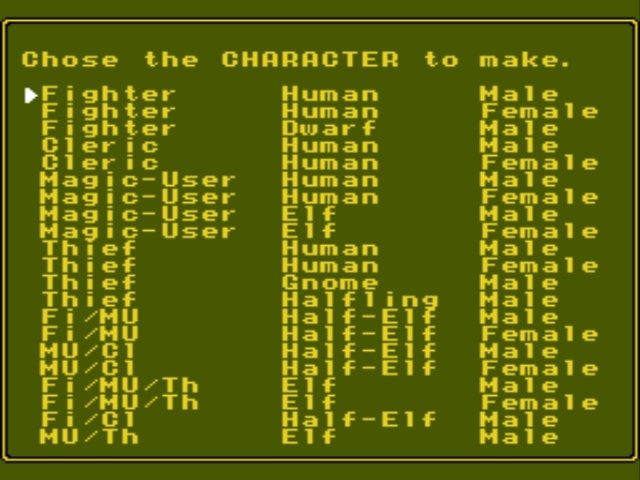 Chose the CHARACTER to make.
Fighter Human Male
Fighter Human Female
Fighter Dwarf Male
Cleric Human Male
Cleric Human Female
Magic-User Human Male
Magic-User Human Female
Magic-User Elf Male
Magic-User Elf Female
Thief Human Male
Thief Human Female
Thief Gnome Male
Thief Halfling Male
Fi/MU Half-Elf Male
Fi/MU Half-Elf Female
MU/Cl Half-Elf Male
MU/Cl Half-Elf Female
Fi/MU/Th Elf Male
Fi/MU/Th Elf Female
Fi/Cl Half-Elf Male
MU/Th Elf Male